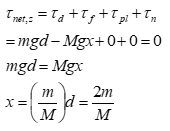 τ_{net,z} = τ_d + τ_f + τ_{pl} + τ_n
= mgd − Mgx + 0 + 0 = 0
mgd = Mgx
x = (m/M)d = 2m/M